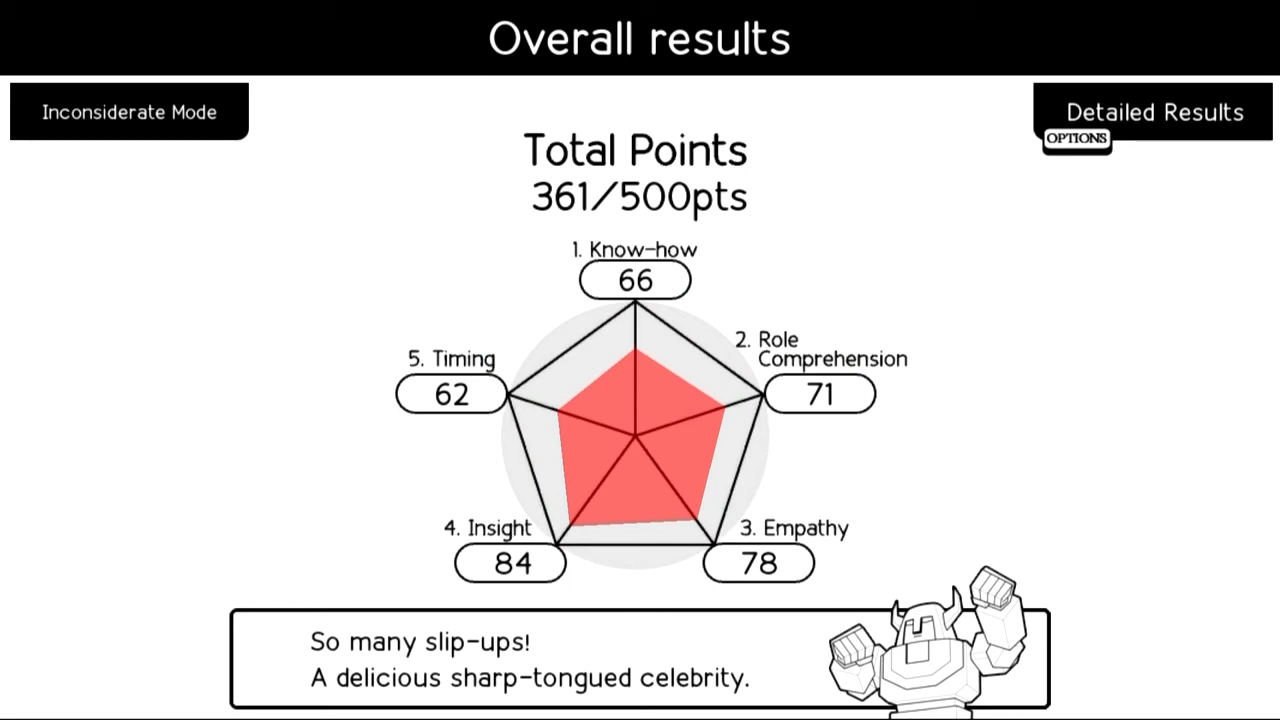 Overall results
Inconsiderate Mode
Detailed Results
OPTIONS
Total Points
361/500pts
1. Know-how
66
2. Role
Comprehension
71
5. Timing
62
4. Insight
84
3. Empathy
78
So many slip-ups!
A delicious sharp-tongued celebrity.